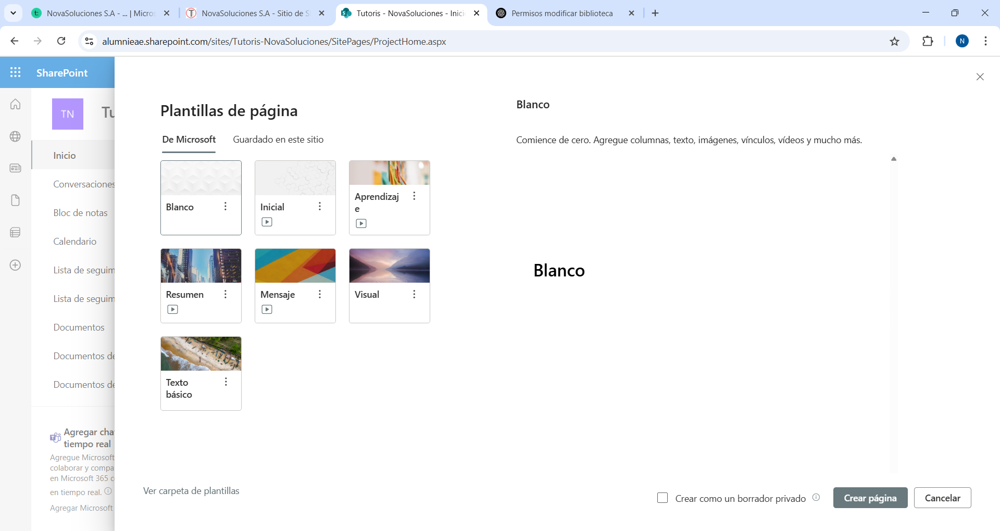 NovaSoluciones S.A - ... | Micros
NovaSoluciones S.A - Sitio de S
Tutoris - NovaSoluciones - Inici
Permisos modificar biblioteca
alumnieae.sharepoint.com/sites/Tutoris-NovaSoluciones/SitePages/ProjectHome.aspx
N
SharePoint
TN
Tu
Inicio
Conversaciones
Bloc de notas
Calendario
Lista de seguim
Lista de seguim
Documentos
Documentos de
Documentos de
Agregar cha
tiempo real
Agregue Microsoft
colaborar y compa
en Microsoft 365 c
en tiempo real.
Agregar Microsoft
Plantillas de página
De Microsoft
Guardado en este sitio
Blanco
Inicial
Aprendizaj
e
Resumen
Mensaje
Visual
Texto
básico
Ver carpeta de plantillas
Blanco
Comience de cero. Agregue columnas, texto, imágenes, vínculos, vídeos y mucho más.
Blanco
Crear como un borrador privado
Crear página
Cancelar